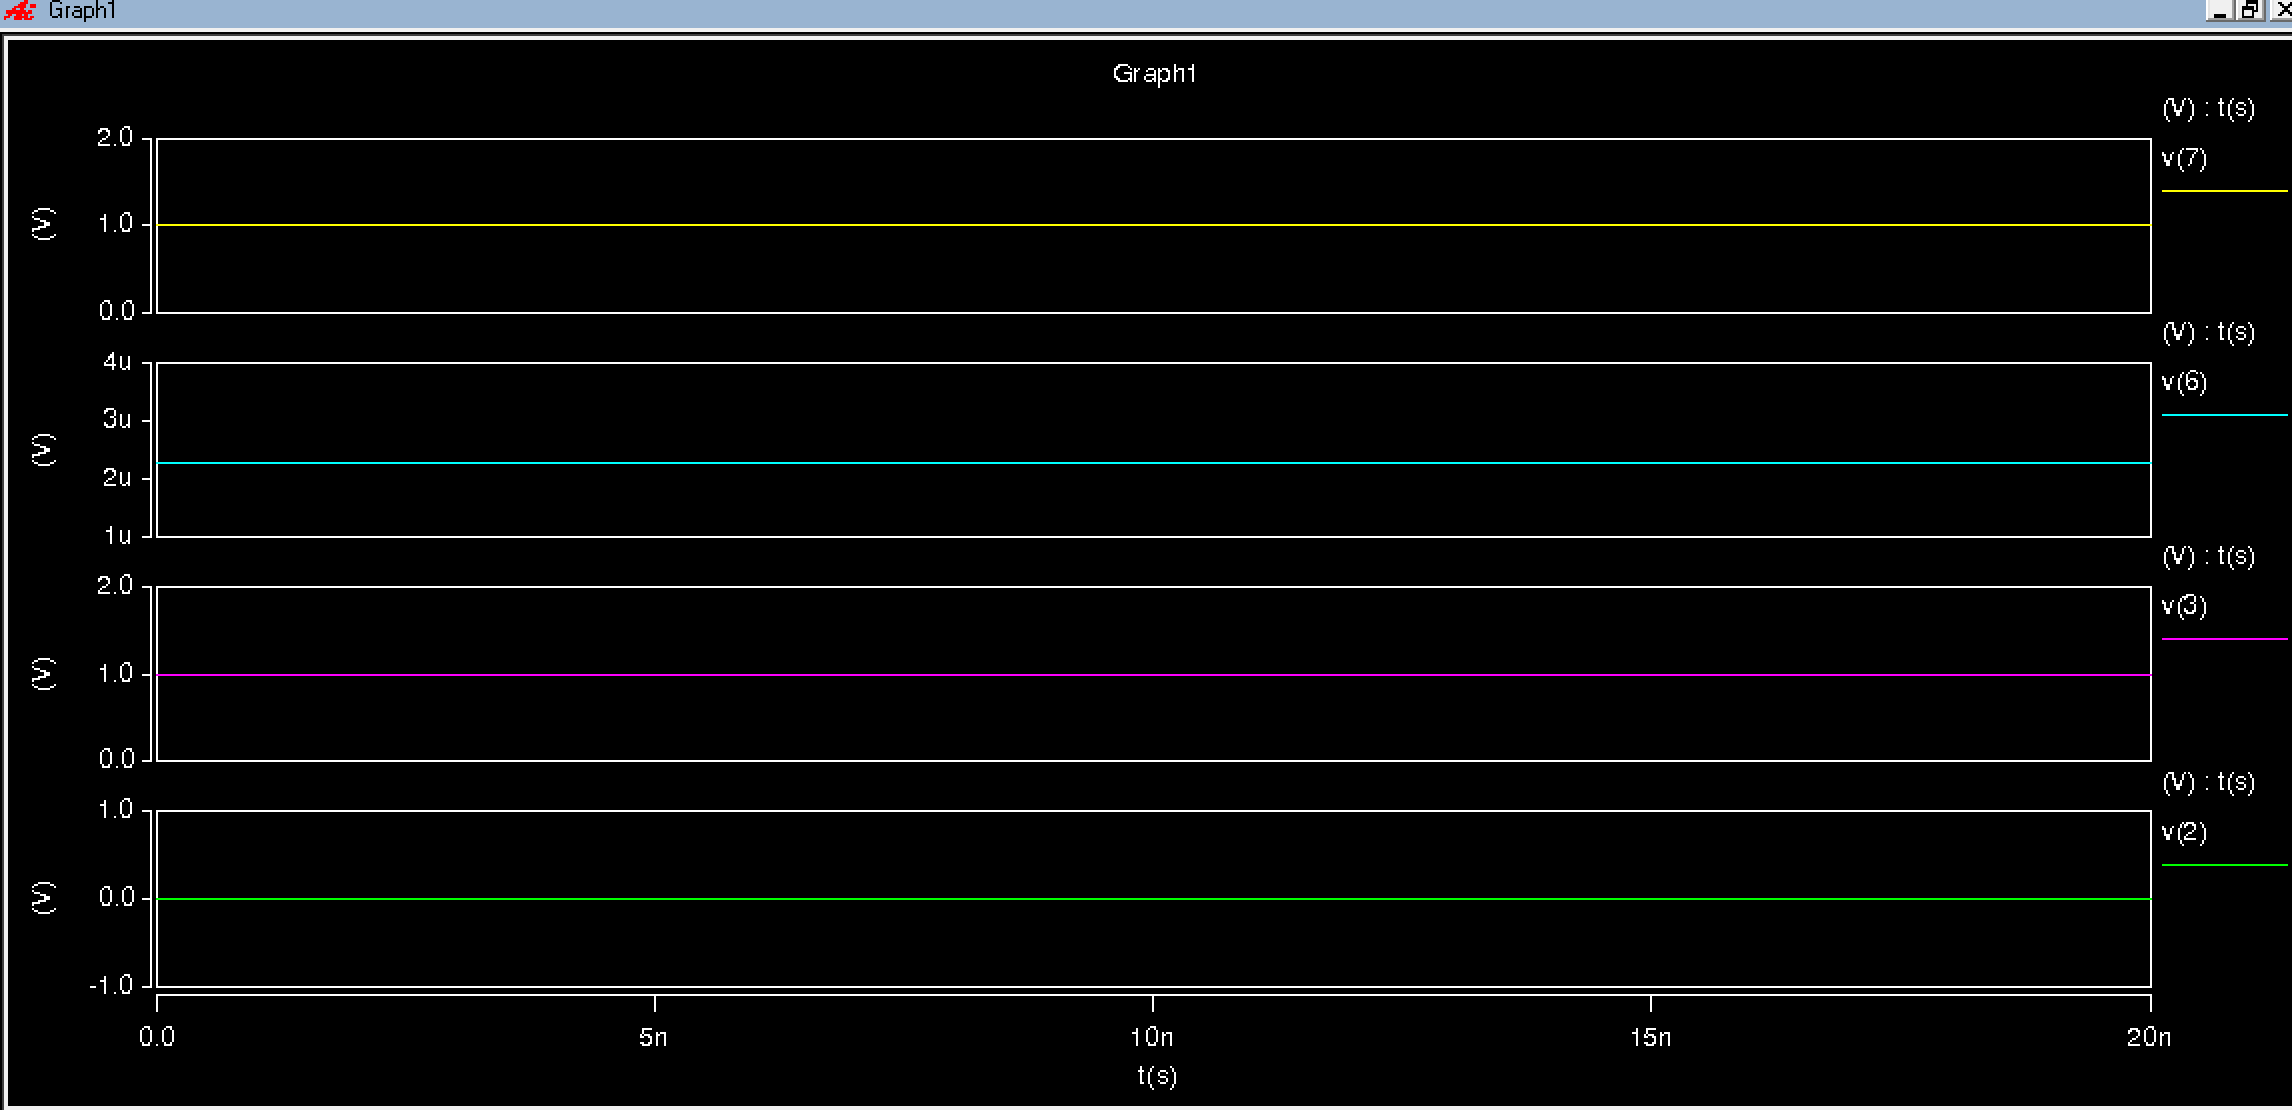 Graph1
Graph1
(V) : t(s)
v(7)
2.0
1.0
0.0
(V)
(V) : t(s)
v(6)
4u
3u
2u
1u
(V)
(V) : t(s)
v(3)
2.0
1.0
0.0
(V)
(V) : t(s)
v(2)
1.0
0.0
-1.0
(V)
0.0 5n 10n 15n 20n
t(s)